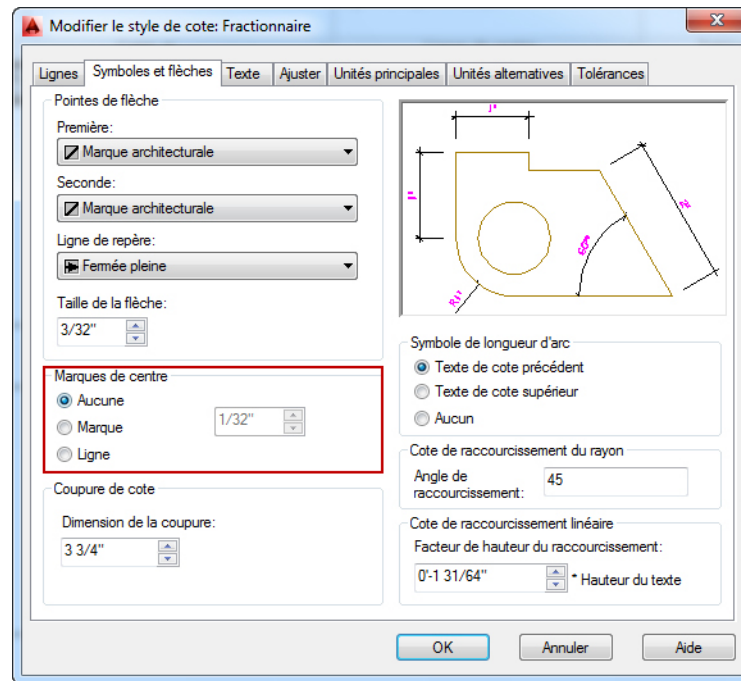 Modifier le style de cote: Fractionnaire
Lignes
Symboles et flèches
Texte
Ajuster
Unités principales
Unités alternatives
Tolérances
Pointes de flèche
Première:
Marque architecturale
Seconde:
Marque architecturale
Ligne de repère:
Fermée pleine
Taille de la flèche:
3/32"
Marques de centre
Aucune
Marque
1/32"
Ligne
Coupure de cote
Dimension de la coupure:
3 3/4"
60°
Symbole de longueur d'arc
Texte de cote précédent
Texte de cote supérieur
Aucun
Cote de raccourcissement du rayon
Angle de
raccourcissement:
45
Cote de raccourcissement linéaire
Facteur de hauteur du raccourcissement:
0'-1 31/64"
* Hauteur du texte
OK
Annuler
Aide